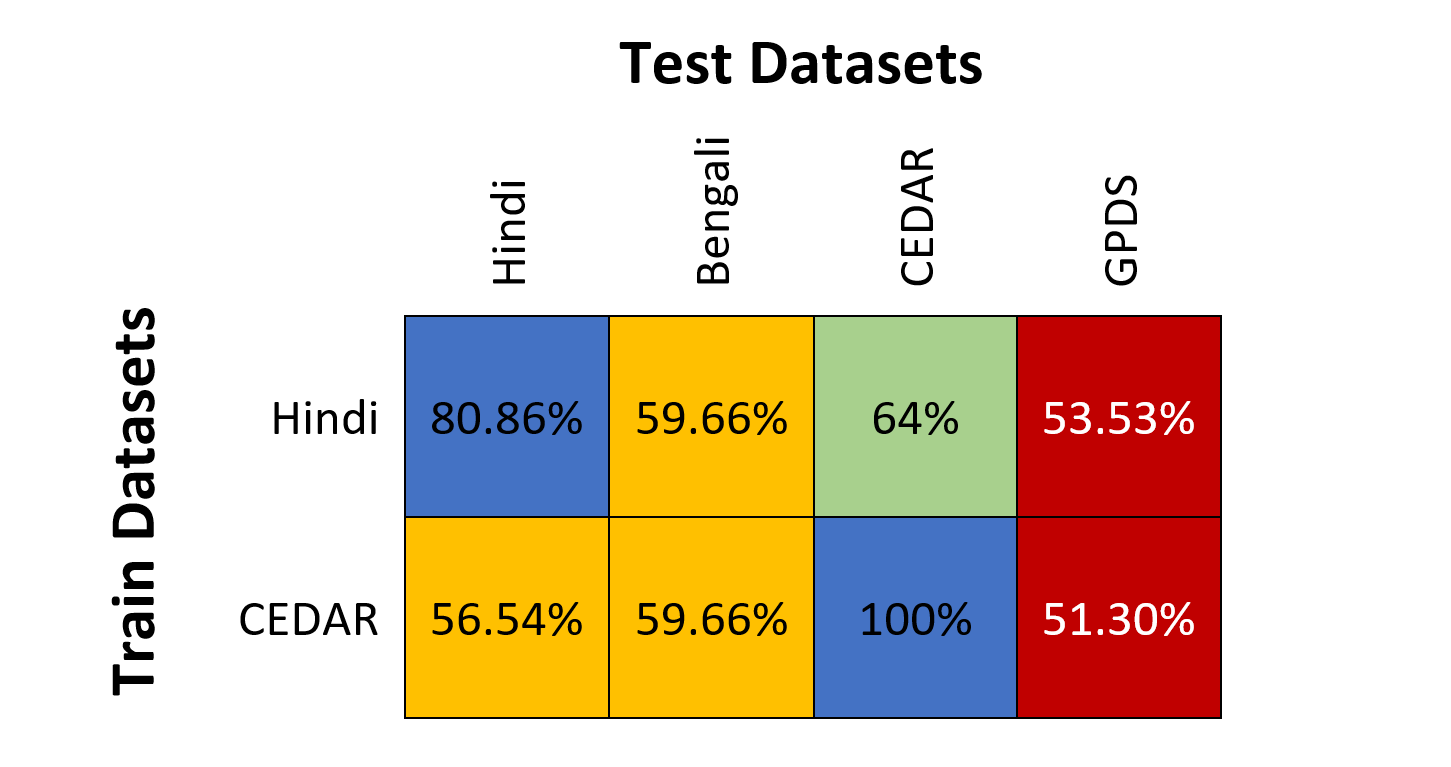 Test Datasets
Hindi Bengali CEDAR GPDS
Train Datasets
Hindi 80.86% 59.66% 64% 53.53%
CEDAR 56.54% 59.66% 100% 51.30%